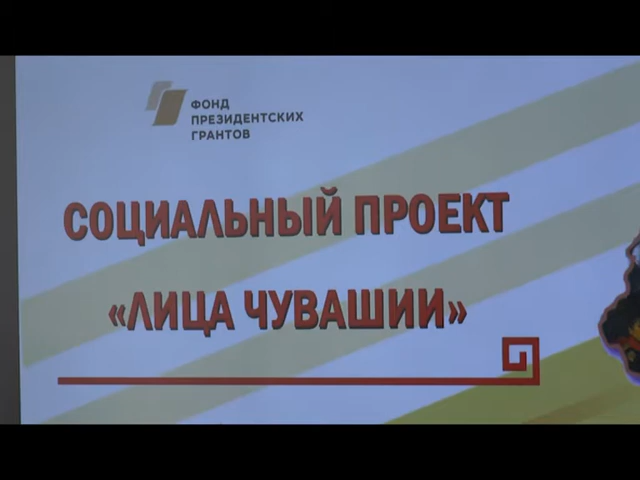 ФОНД
ПРЕЗИДЕНТСКИХ
ГРАНТОВ
СОЦИАЛЬНЫЙ ПРОЕКТ
«ЛИЦА ЧУВАШИИ»